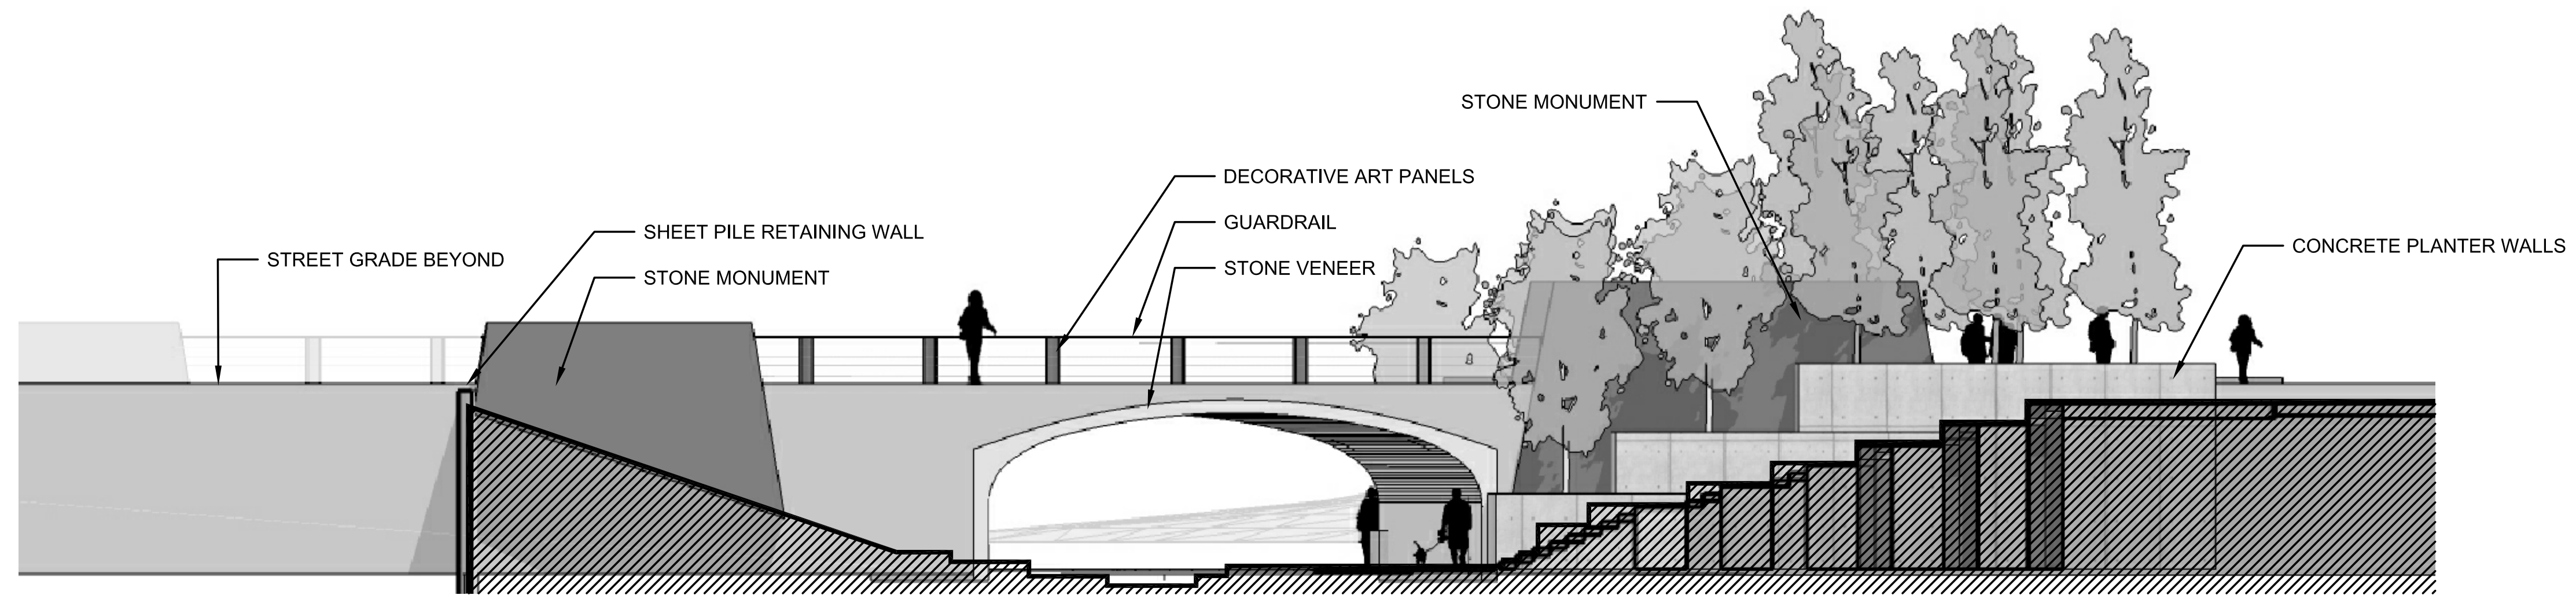 STONE MONUMENT
DECORATIVE ART PANELS
GUARDRAIL
SHEET PILE RETAINING WALL
CONCRETE PLANTER WALLS
STREET GRADE BEYOND
STONE VENEER
STONE MONUMENT